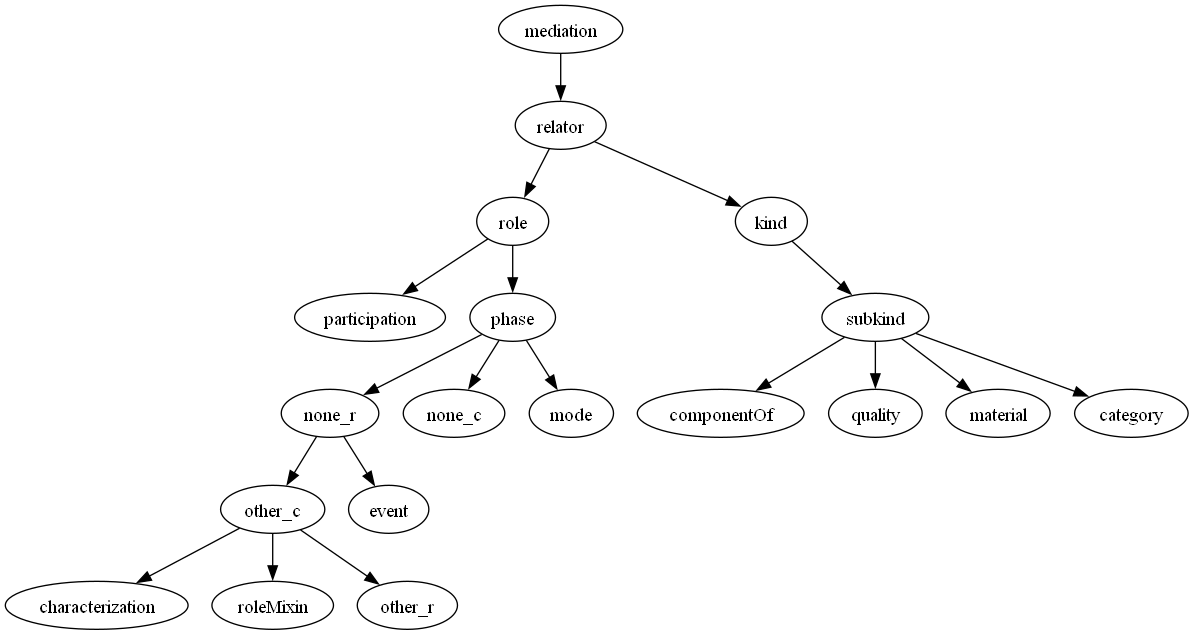 mediation
relator
role
kind
participation
phase
subkind
none_r
none_c
mode
componentOf
quality
material
category
other_c
event
characterization
roleMixin
other_r